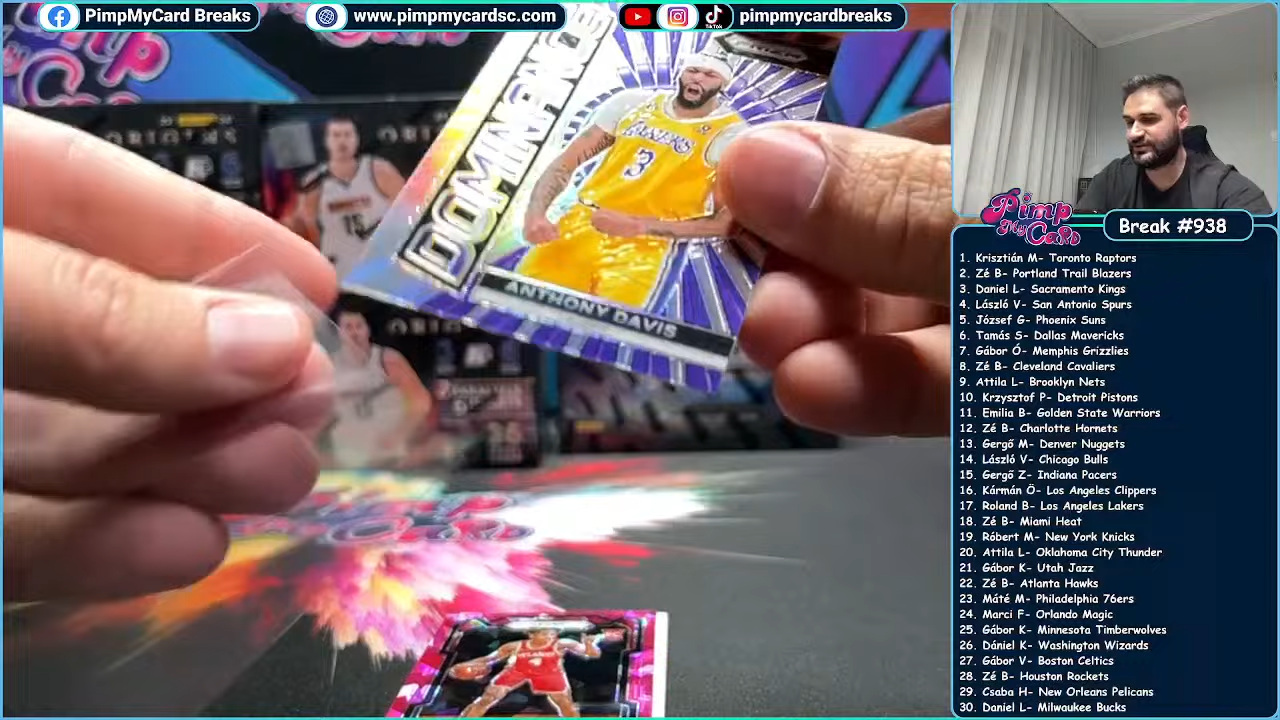 PimpMyCard Breaks
www.pimpmycardsc.com
pimpmycardbreaks
TikTok
Pimp
My Card
Break #938
DOMINANCE
PRIZM
LAKERS
3
ANTHONY DAVIS
ORIGINS
15
1. Krisztián M- Toronto Raptors
2. Zé B- Portland Trail Blazers
3. Daniel L- Sacramento Kings
4. László V- San Antonio Spurs
5. József G- Phoenix Suns
6. Tamás S- Dallas Mavericks
7. Gábor Ó- Memphis Grizzlies
8. Zé B- Cleveland Cavaliers
9. Attila L- Brooklyn Nets
10. Krzysztof P- Detroit Pistons
11. Emilia B- Golden State Warriors
12. Zé B- Charlotte Hornets
13. Gergő M- Denver Nuggets
14. László V- Chicago Bulls
15. Gergő Z- Indiana Pacers
16. Kármán Ö- Los Angeles Clippers
17. Roland B- Los Angeles Lakers
18. Zé B- Miami Heat
19. Róbert M- New York Knicks
20. Attila L- Oklahoma City Thunder
21. Gábor K- Utah Jazz
22. Zé B- Atlanta Hawks
23. Máté M- Philadelphia 76ers
24. Marci F- Orlando Magic
25. Gábor K- Minnesota Timberwolves
26. Dániel K- Washington Wizards
27. Gábor V- Boston Celtics
28. Zé B- Houston Rockets
29. Csaba H- New Orleans Pelicans
30. Daniel L- Milwaukee Bucks